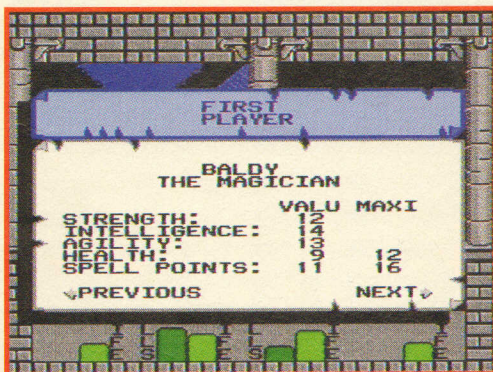 FIRST
PLAYER
BALDY
THE MAGICIAN
VALU MAXI
STRENGTH: 12
INTELLIGENCE: 14
AGILITY: 13
HEALTH: 9 12
SPELL POINTS: 11 16
PREVIOUS NEXT